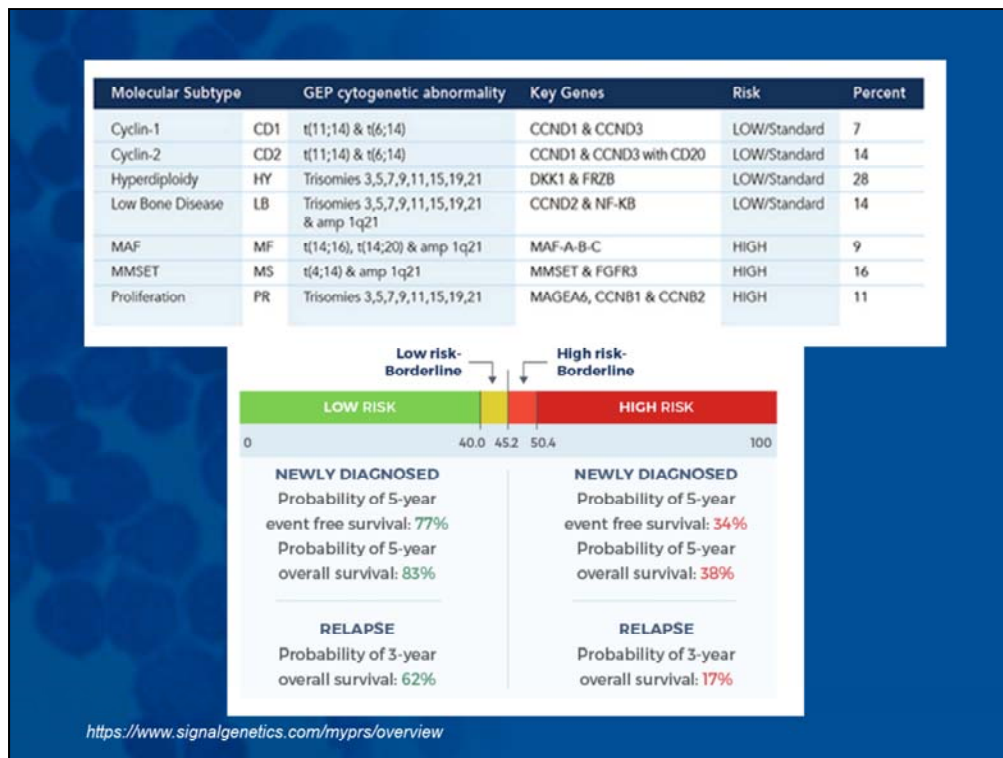 Molecular Subtype GEP cytogenetic abnormality Key Genes Risk Percent
Cyclin-1 CD1 t(11;14) & t(6;14) CCND1 & CCND3 LOW/Standard 7
Cyclin-2 CD2 t(11;14) & t(6;14) CCND1 & CCND3 with CD20 LOW/Standard 14
Hyperdiploidy HY Trisomies 3,5,7,9,11,15,19,21 DKK1 & FRZB LOW/Standard 28
Low Bone Disease LB Trisomies 3,5,7,9,11,15,19,21 CCND2 & NF-KB LOW/Standard 14
& amp 1q21
MAF MF t(14;16), t(14;20) & amp 1q21 MAF-A-B-C HIGH 9
MMSET MS t(4;14) & amp 1q21 MMSET & FGFR3 HIGH 16
Proliferation PR Trisomies 3,5,7,9,11,15,19,21 MAGEA6, CCNB1 & CCNB2 HIGH 11
Low risk-
Borderline
High risk-
Borderline
LOW RISK HIGH RISK
0 40.0 45.2 50.4 100
NEWLY DIAGNOSED
Probability of 5-year
event free survival: 77%
Probability of 5-year
overall survival: 83%
RELAPSE
Probability of 3-year
overall survival: 62%
NEWLY DIAGNOSED
Probability of 5-year
event free survival: 34%
Probability of 5-year
overall survival: 38%
RELAPSE
Probability of 3-year
overall survival: 17%
https://www.signalgenetics.com/myprs/overview